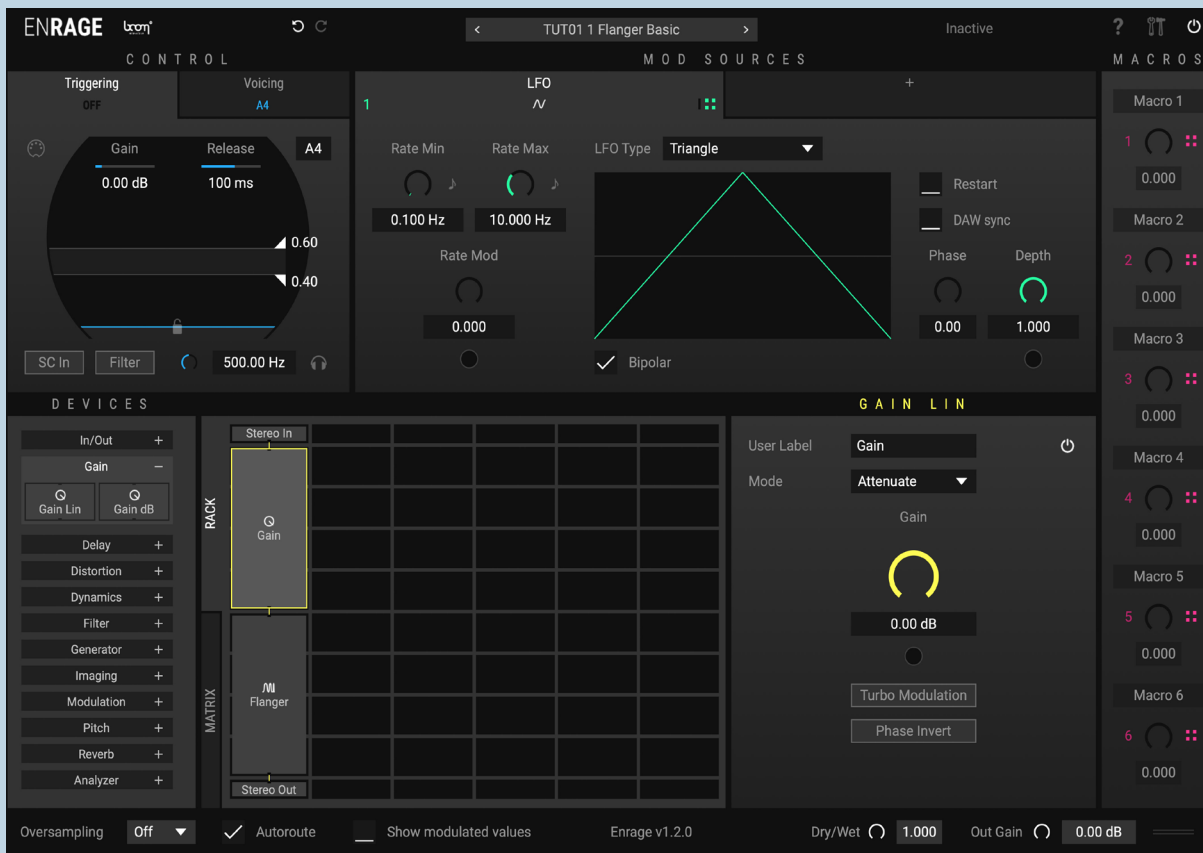 ENRAGE boom
< TUT01 1 Flanger Basic > Inactive ?
CONTROL MOD SOURCES MACROS
Triggering Voicing LFO +
OFF A4 1
Macro 1
Gain Release A4 Rate Min Rate Max LFO Type Triangle 1
0.00 dB 100 ms Restart 0.000
0.100 Hz 10.000 Hz DAW sync Macro 2
0.60 Rate Mod Phase Depth 2
0.40 0.000
0.000 0.00 1.000 Macro 3
SC In Filter 500.00 Hz Bipolar 3
DEVICES GAIN LIN 0.000
In/Out + Stereo In User Label Gain
Gain − Mode Attenuate Macro 4
Gain Lin Gain dB RACK Gain Gain 4
Delay + 0.000
Distortion + Macro 5
Dynamics + 5
Filter + 0.00 dB
Generator + 0.000
Imaging + Flanger Turbo Modulation Macro 6
Modulation + MATRIX Phase Invert 6
Pitch +
Reverb + 0.000
Analyzer + Stereo Out
Oversampling Off Autoroute Show modulated values Enrage v1.2.0 Dry/Wet 1.000 Out Gain 0.00 dB